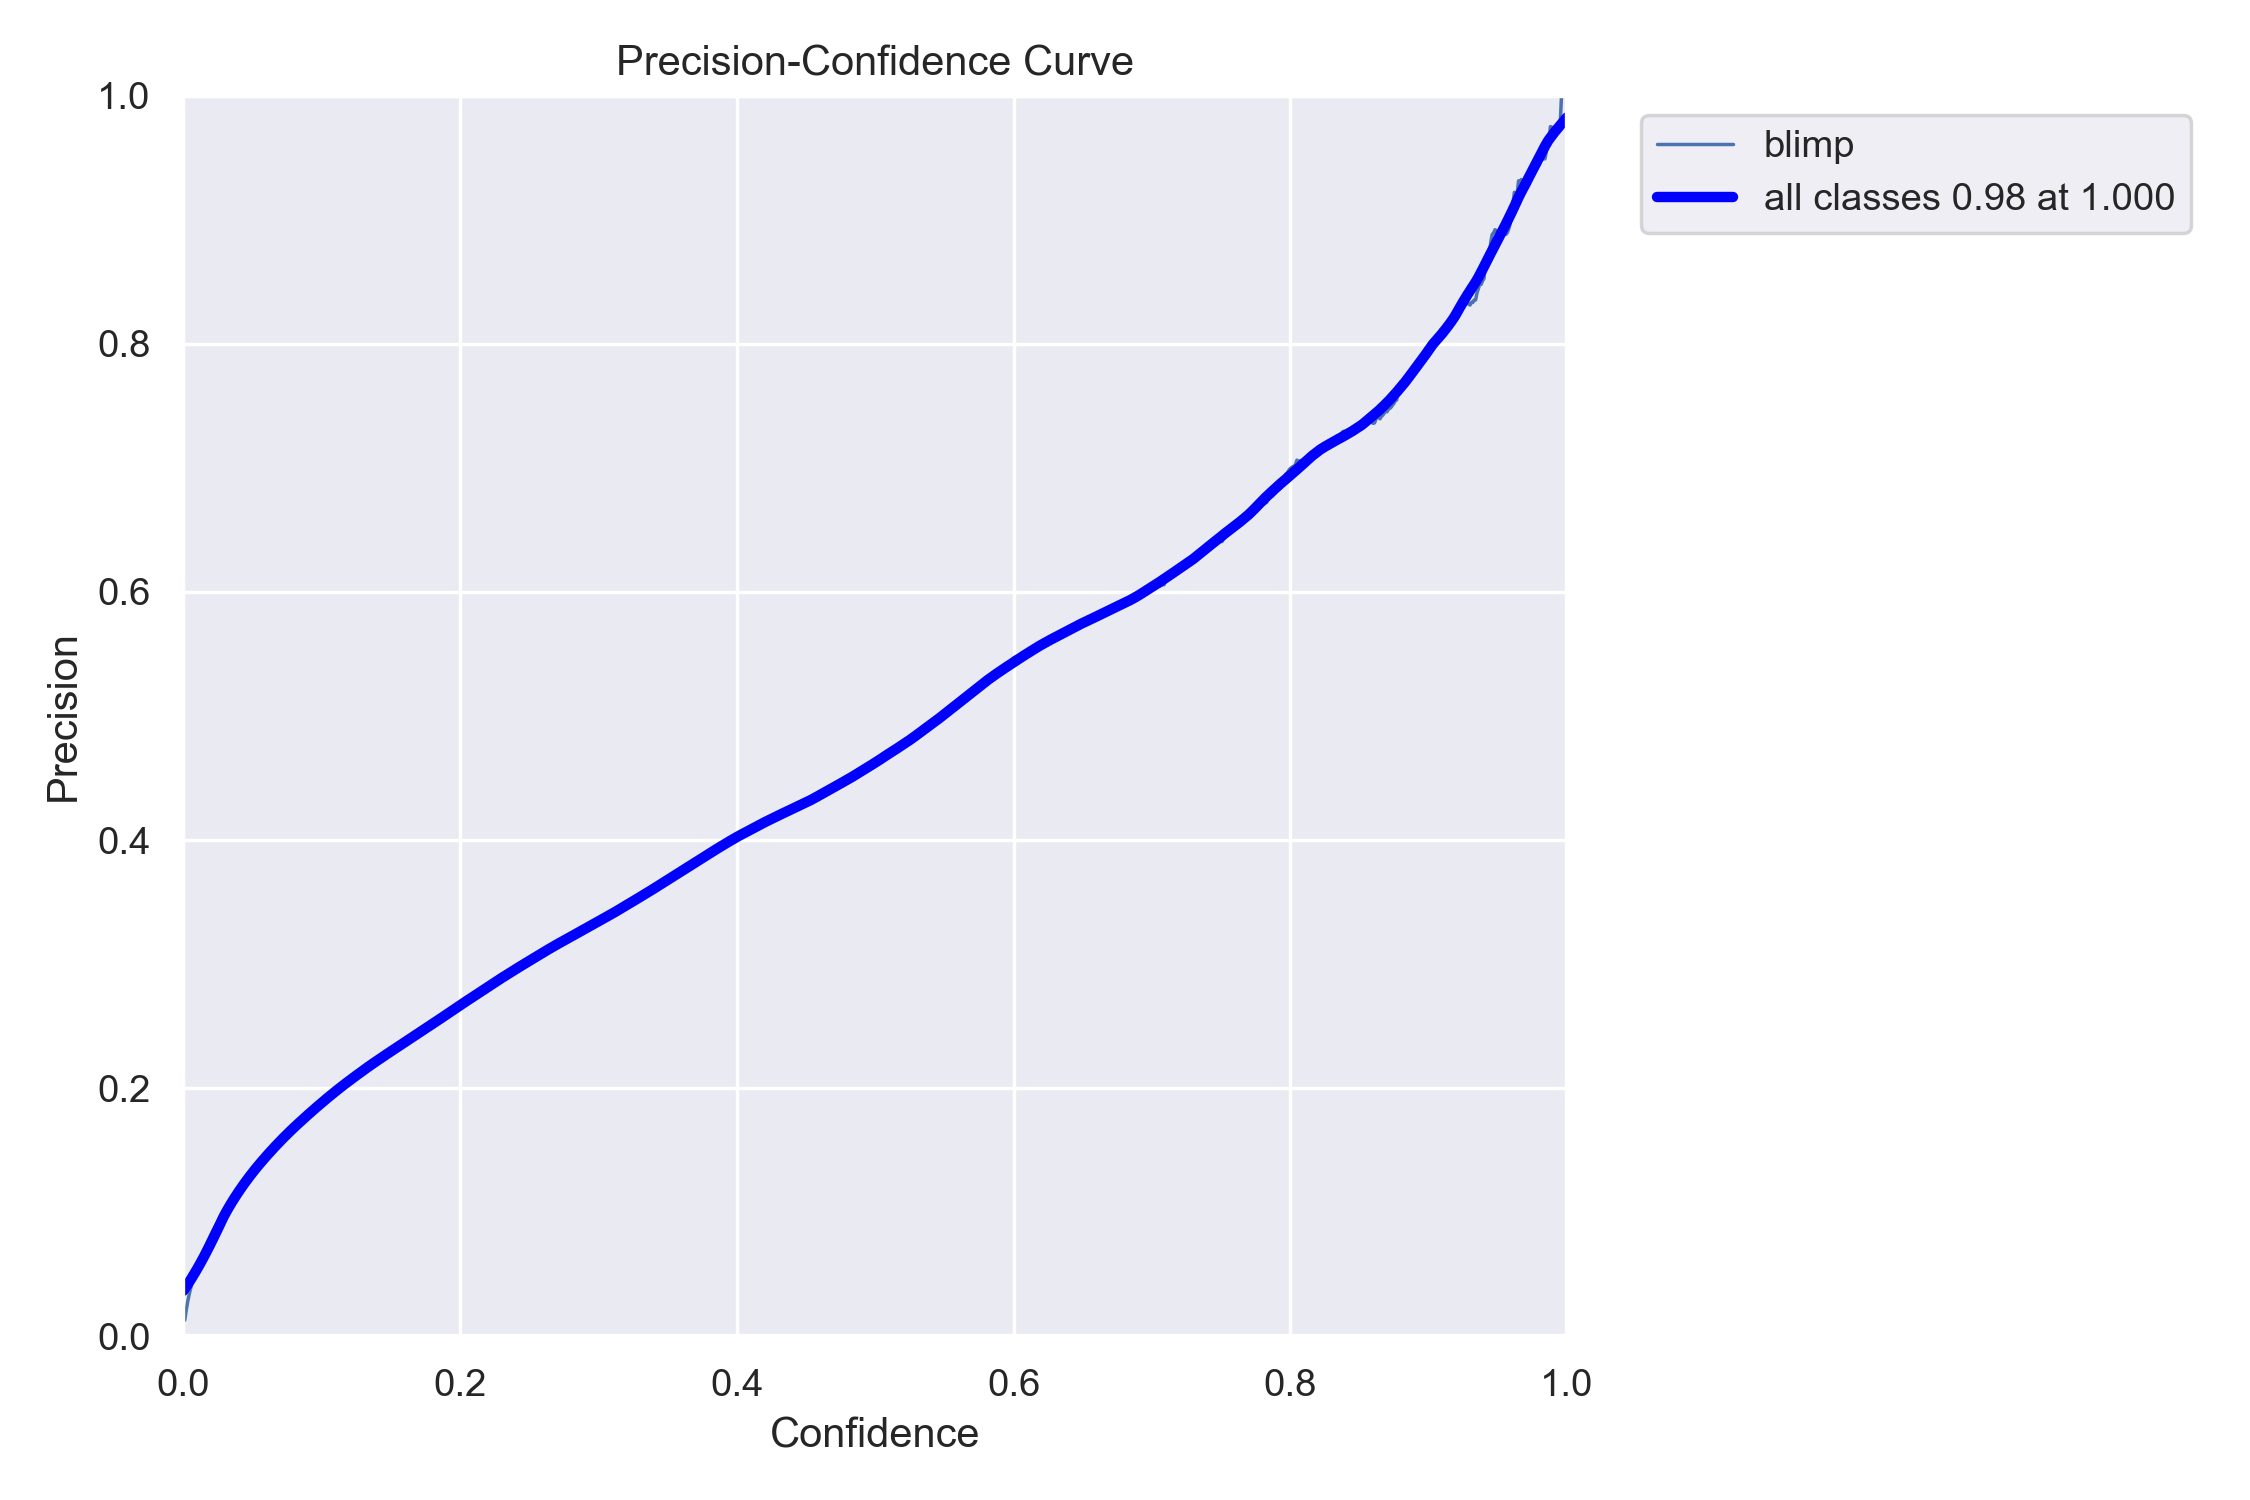 Precision-Confidence Curve
1.0
0.8
0.6
0.4
0.2
0.0
Precision
0.0 0.2 0.4 0.6 0.8 1.0
Confidence
blimp
all classes 0.98 at 1.000